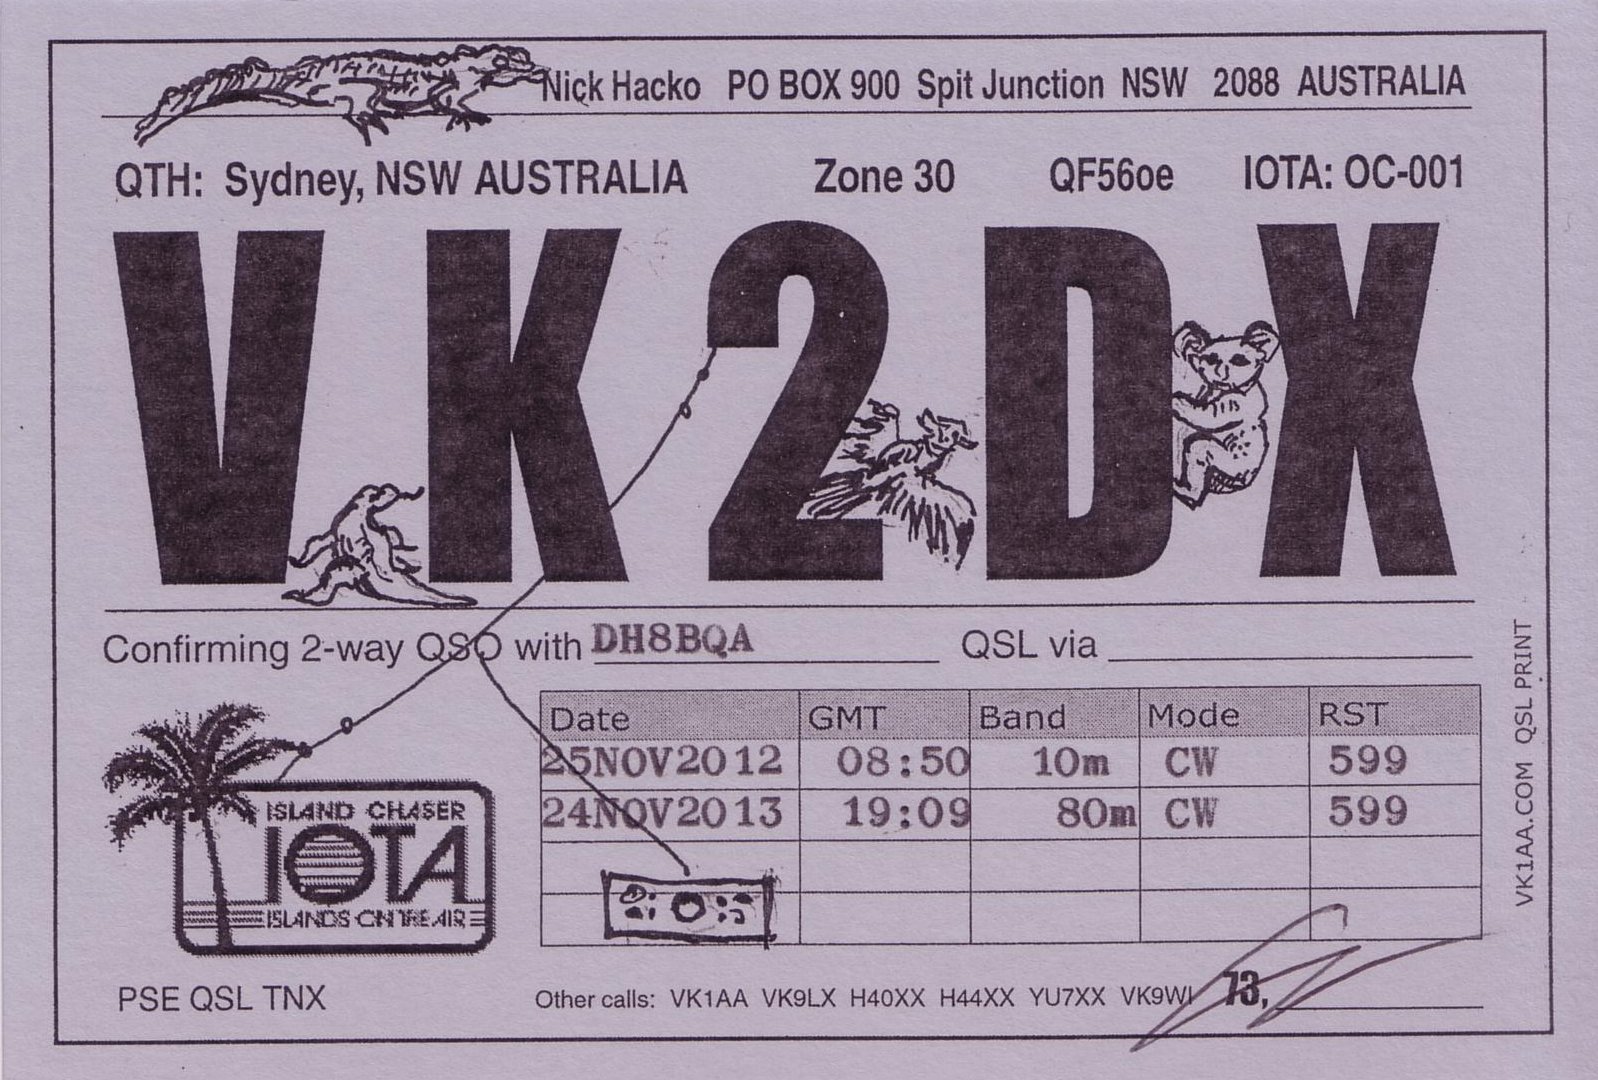 Nick Hacko PO BOX 900 Spit Junction NSW 2088 AUSTRALIA
QTH: Sydney, NSW AUSTRALIA Zone 30 QF56oe IOTA: OC-001
VK2DX
Confirming 2-way QSO with DH8BQA QSL via
Date GMT Band Mode RST
25NOV2012 08:50 10m CW 599
24NOV2013 19:09 80m CW 599
ISLAND CHASER
IOTA
ISLANDS ON THE AIR
PSE QSL TNX
Other calls: VK1AA VK9LX H40XX H44XX YU7XX VK9WI 73,
VK1AA.COM QSL PRINT